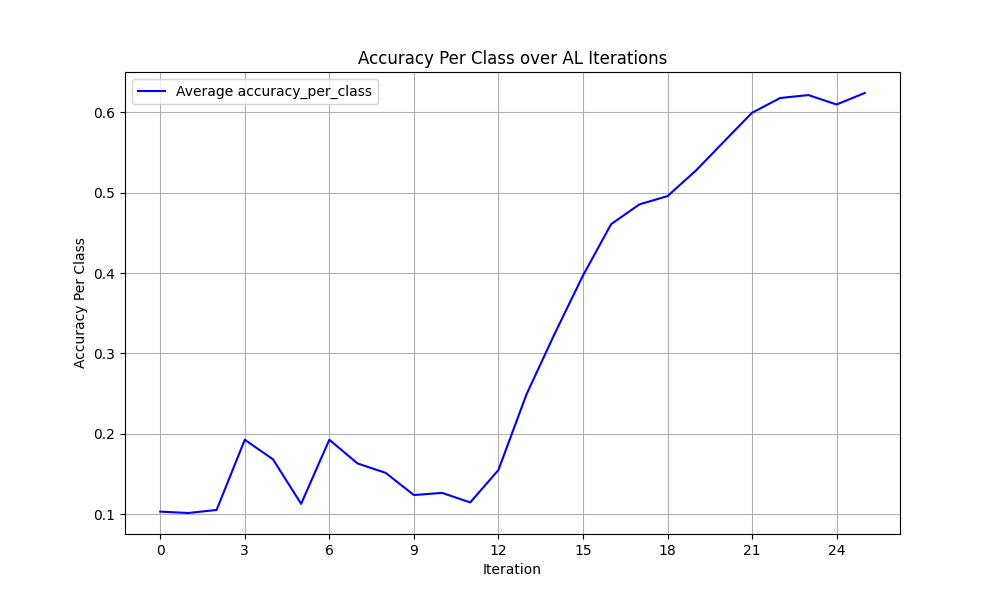 Accuracy Per Class over AL Iterations
Average accuracy_per_class
Accuracy Per Class
0.6
0.5
0.4
0.3
0.2
0.1
0 3 6 9 12 15 18 21 24
Iteration